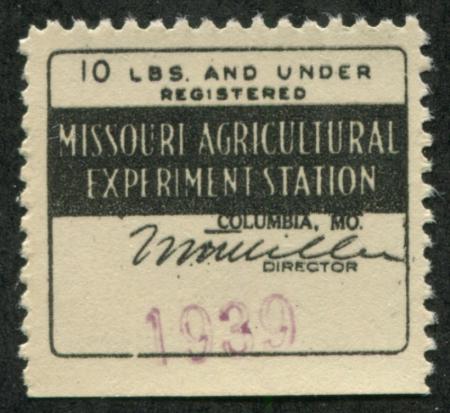 10 LBS. AND UNDER
REGISTERED
MISSOURI AGRICULTURAL
EXPERIMENT STATION
COLUMBIA, MO.
DIRECTOR
1939